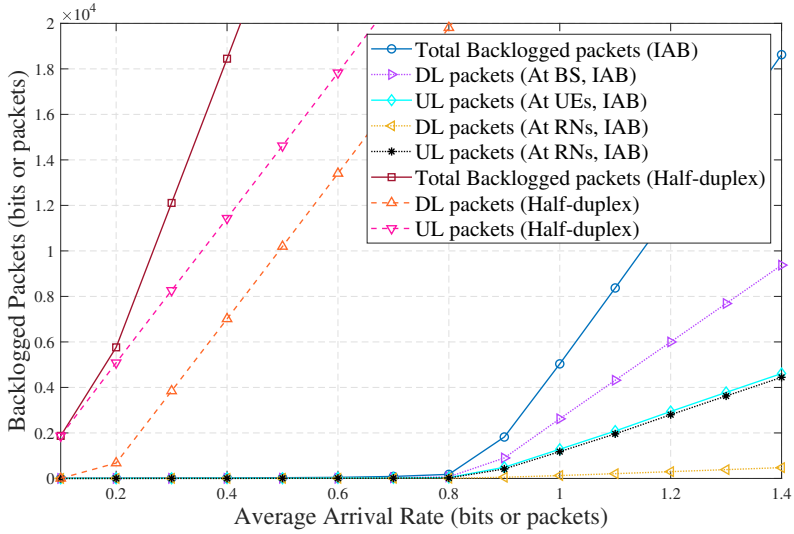 ×10⁴
2
1.8
1.6
1.4
1.2
1
0.8
0.6
0.4
0.2
0
Backlogged Packets (bits or packets)
Total Backlogged packets (IAB)
DL packets (At BS, IAB)
UL packets (At UEs, IAB)
DL packets (At RNs, IAB)
UL packets (At RNs, IAB)
Total Backlogged packets (Half-duplex)
DL packets (Half-duplex)
UL packets (Half-duplex)
0.2 0.4 0.6 0.8 1 1.2 1.4
Average Arrival Rate (bits or packets)